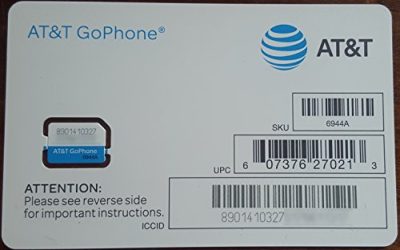 AT&T GoPhone®
AT&T
SKU
6944A
8901410327
AT&T GoPhone
6944A
UPC
6 07376 27021 3
ATTENTION:
Please see reverse side
for important instructions.
ICCID
8901410327